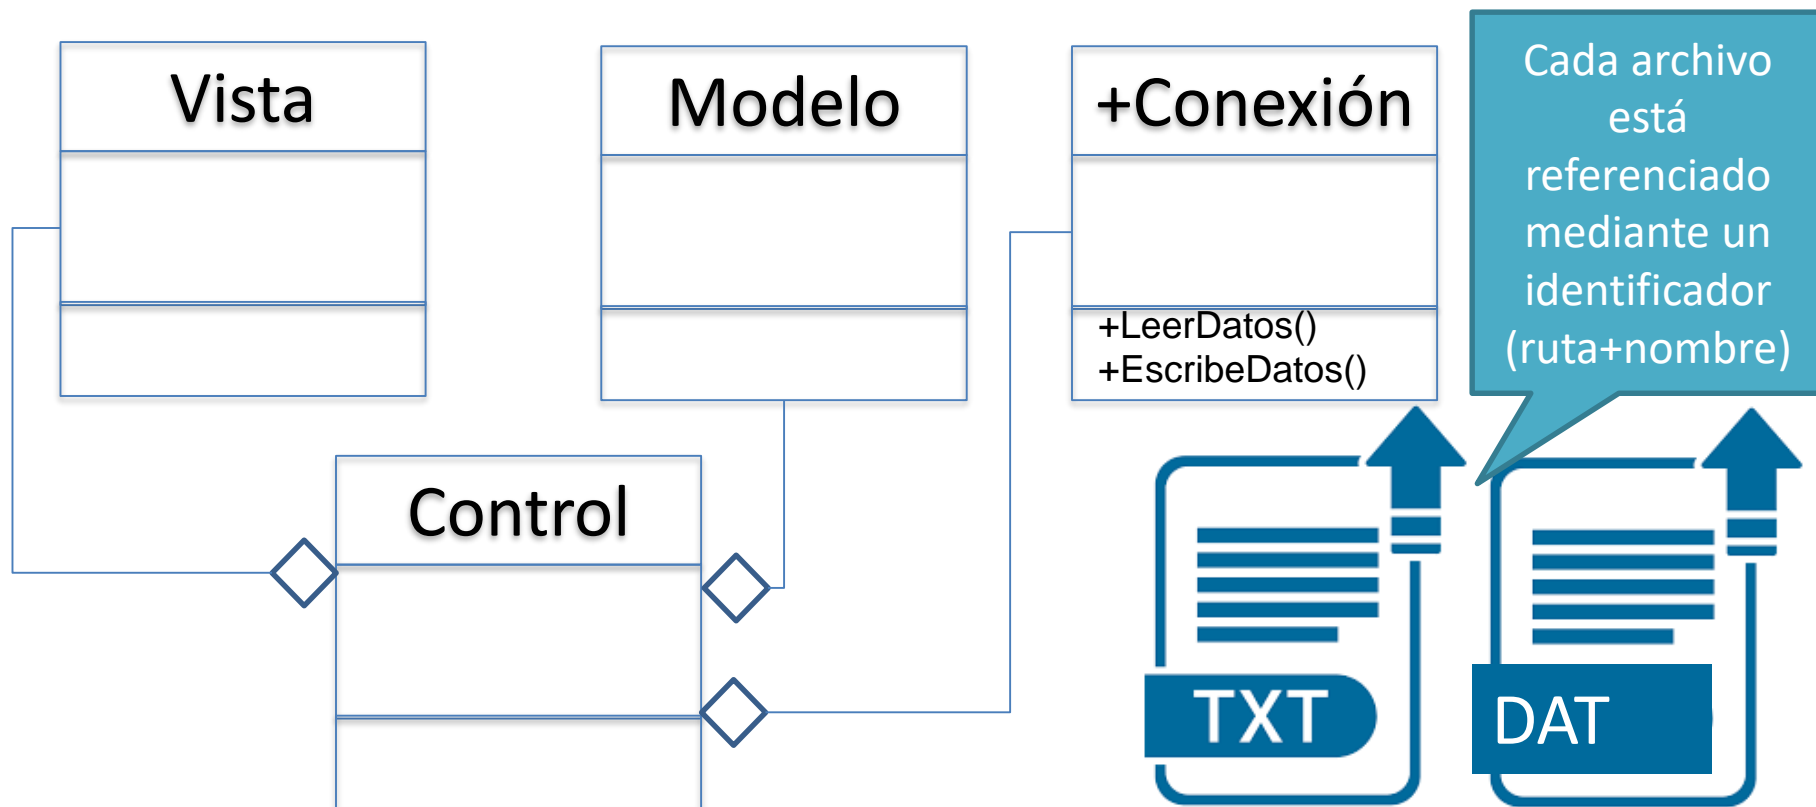 Vista
Modelo
+Conexión
+LeerDatos()
+EscribeDatos()
Control
Cada archivo
está
referenciado
mediante un
identificador
(ruta+nombre)
TXT
DAT